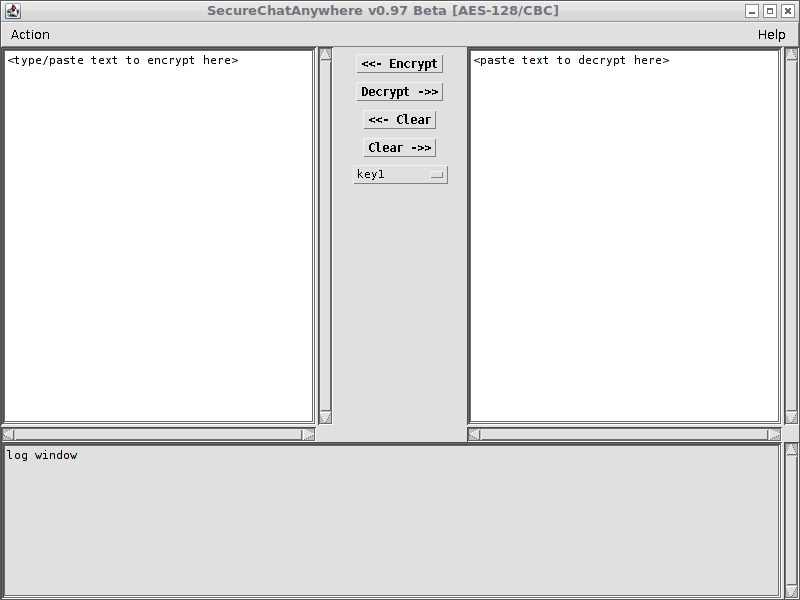 SecureChatAnywhere v0.97 Beta [AES-128/CBC]
Action
Help
<type/paste text to encrypt here>
<<- Encrypt
Decrypt ->>
<<- Clear
Clear ->>
key1
<paste text to decrypt here>
log window